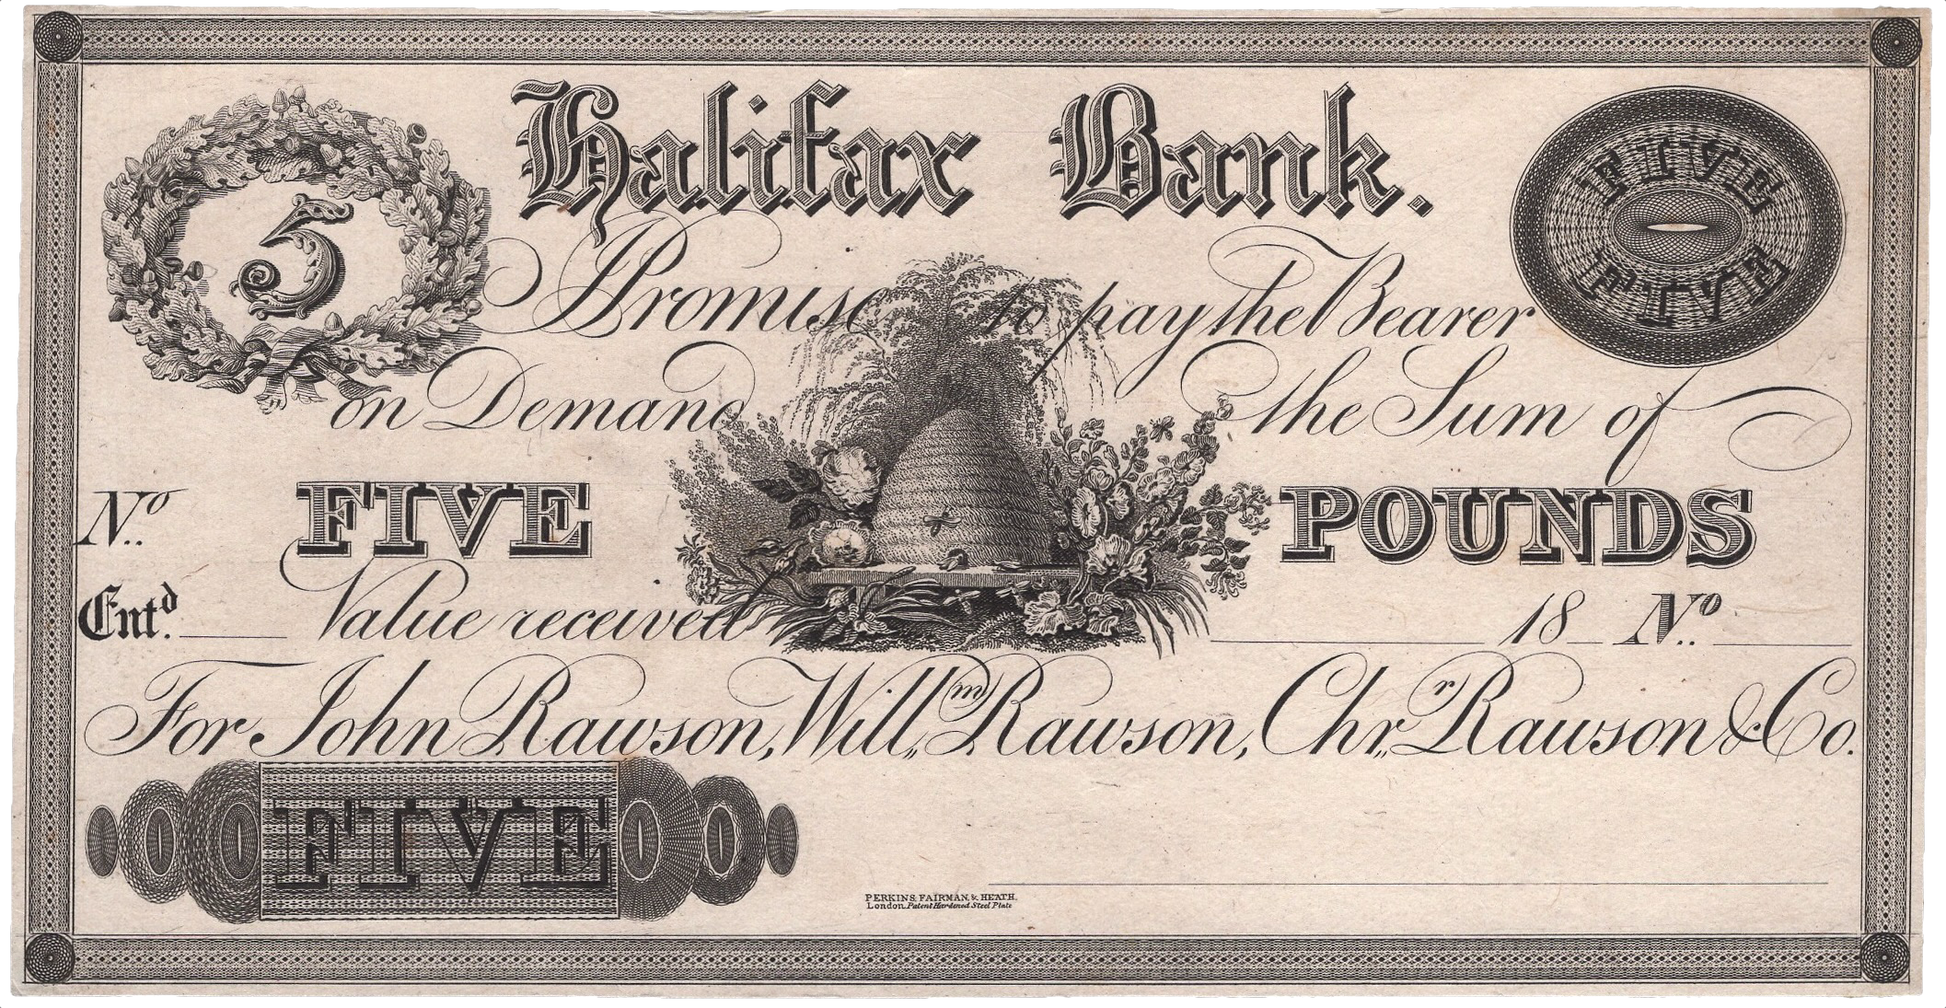 Halifax Bank.
5
FIVE
FIVE
I Promise to pay the Bearer
on Demand the Sum of
No.. FIVE POUNDS
Entd. Value received 18 No..
For John Rawson, Willm Rawson, Chrr Rawson & Co.
FIVE
PERKINS, FAIRMAN, & HEATH,
London, Patent Hardened Steel Plate